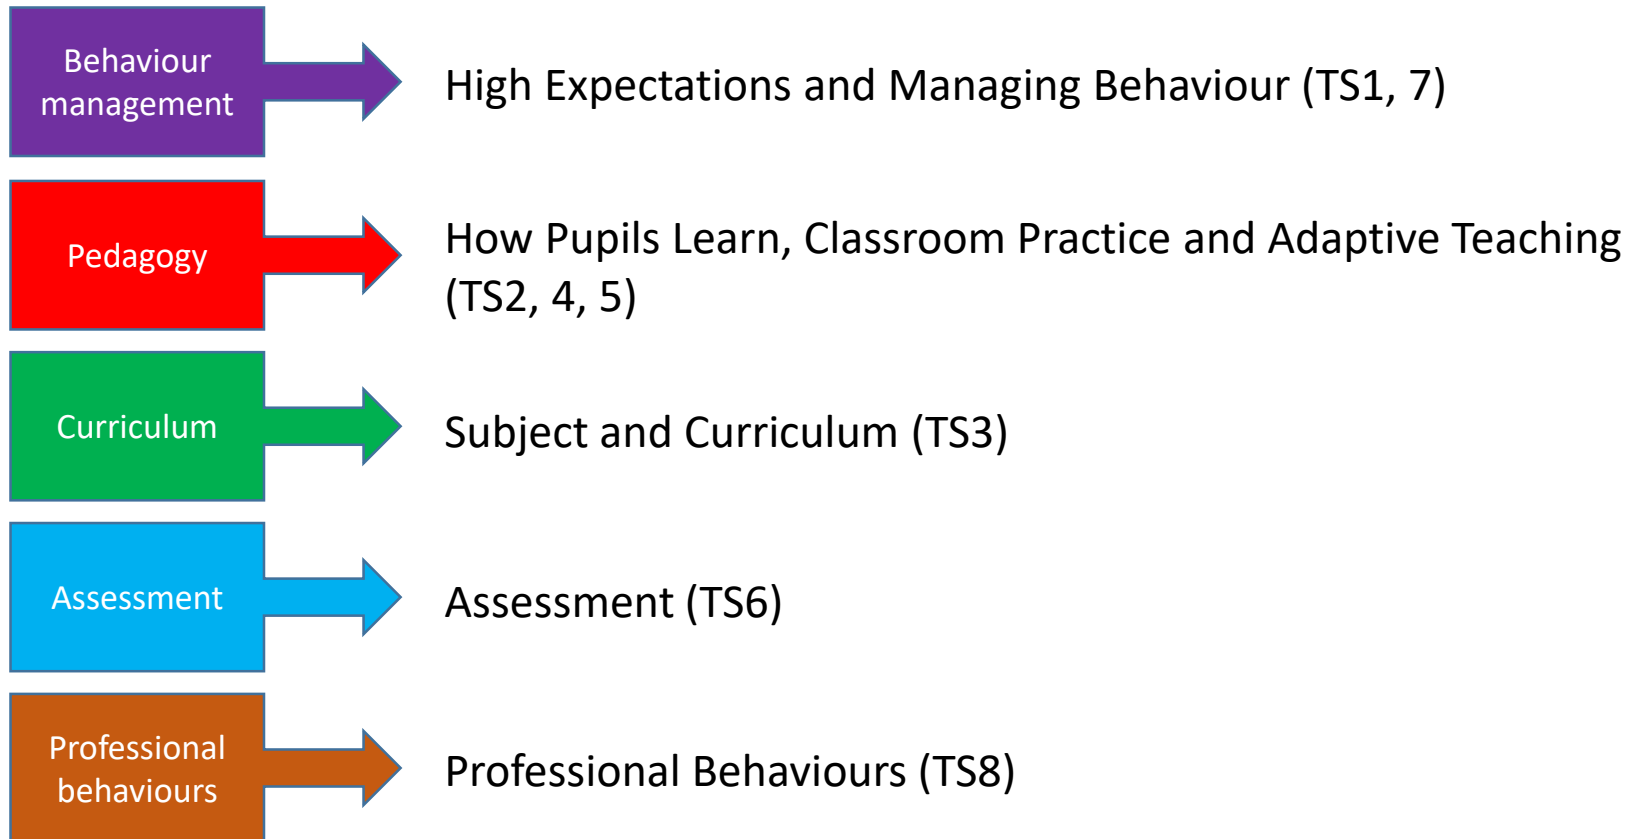 Behaviour
management
High Expectations and Managing Behaviour (TS1, 7)
Pedagogy
How Pupils Learn, Classroom Practice and Adaptive Teaching
(TS2, 4, 5)
Curriculum
Subject and Curriculum (TS3)
Assessment
Assessment (TS6)
Professional
behaviours
Professional Behaviours (TS8)